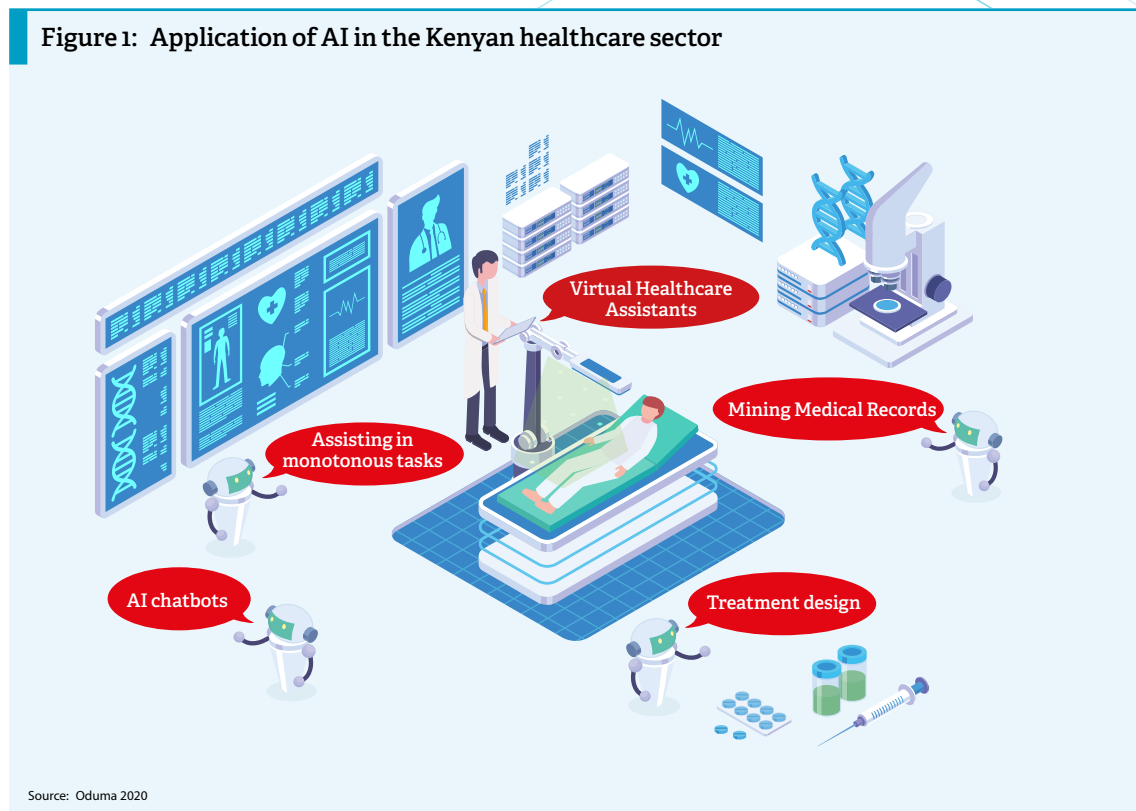 Figure 1: Application of AI in the Kenyan healthcare sector
Virtual Healthcare
Assistants
Mining Medical Records
Assisting in
monotonous tasks
AI chatbots
Treatment design
Source: Oduma 2020